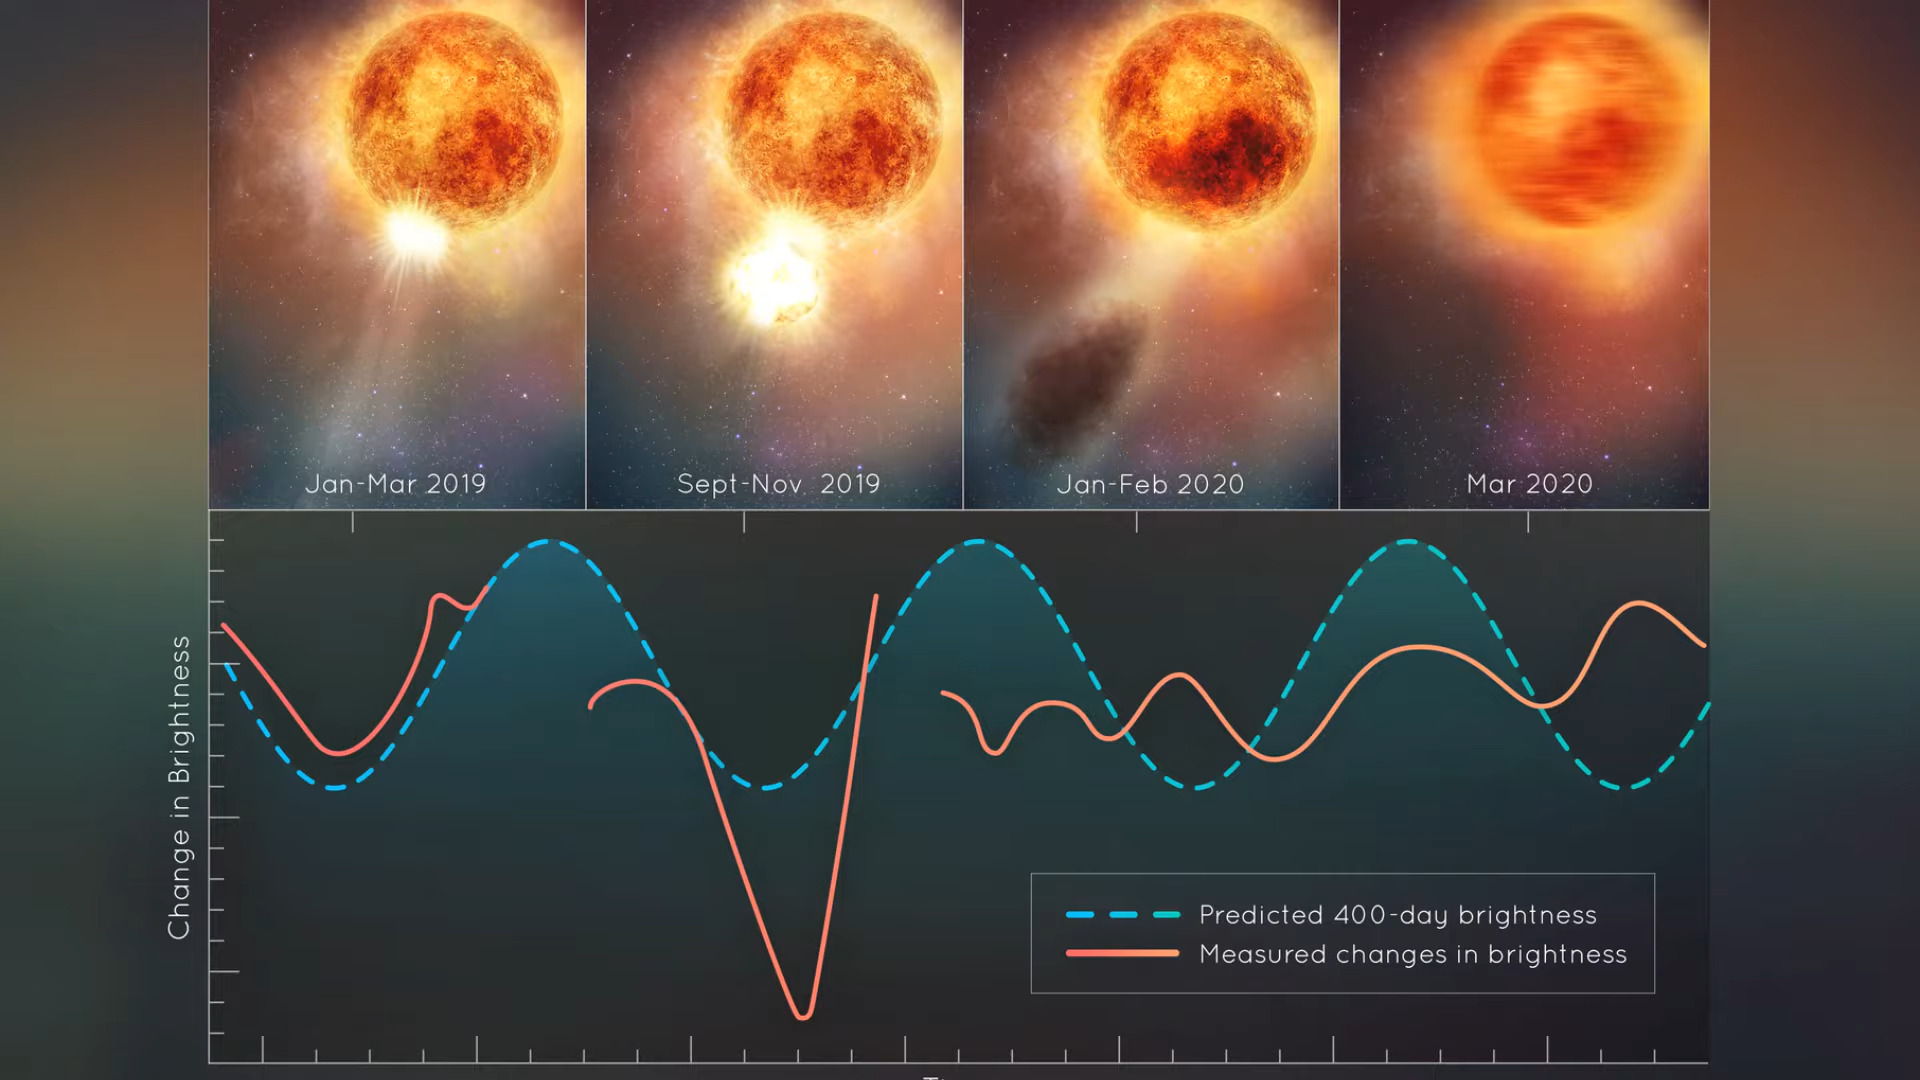 Jan-Mar 2019
Sept-Nov 2019
Jan-Feb 2020
Mar 2020
Change in Brightness
Predicted 400-day brightness
Measured changes in brightness